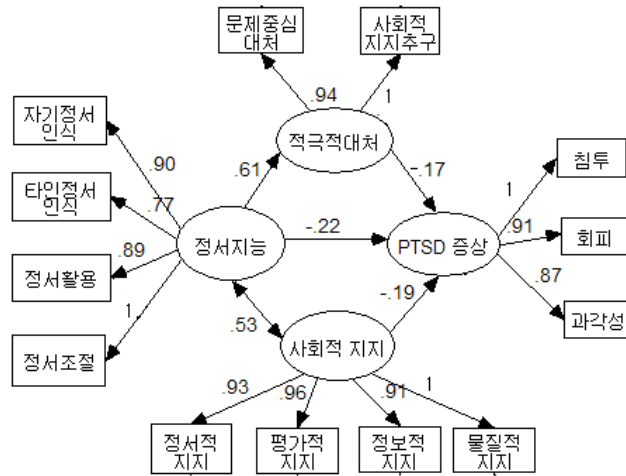 문제중심
대처
사회적
지지추구
.94
1
자기정서
인식
적극적대처
.90
.61
-.17
침투
1
타인정서
인식
.77
.91
회피
정서지능
-.22
PTSD 증상
.89
정서활용
.87
과각성
1
-.19
.53
정서조절
사회적 지지
.93
.96
.91
1
정서적
지지
평가적
지지
정보적
지지
물질적
지지